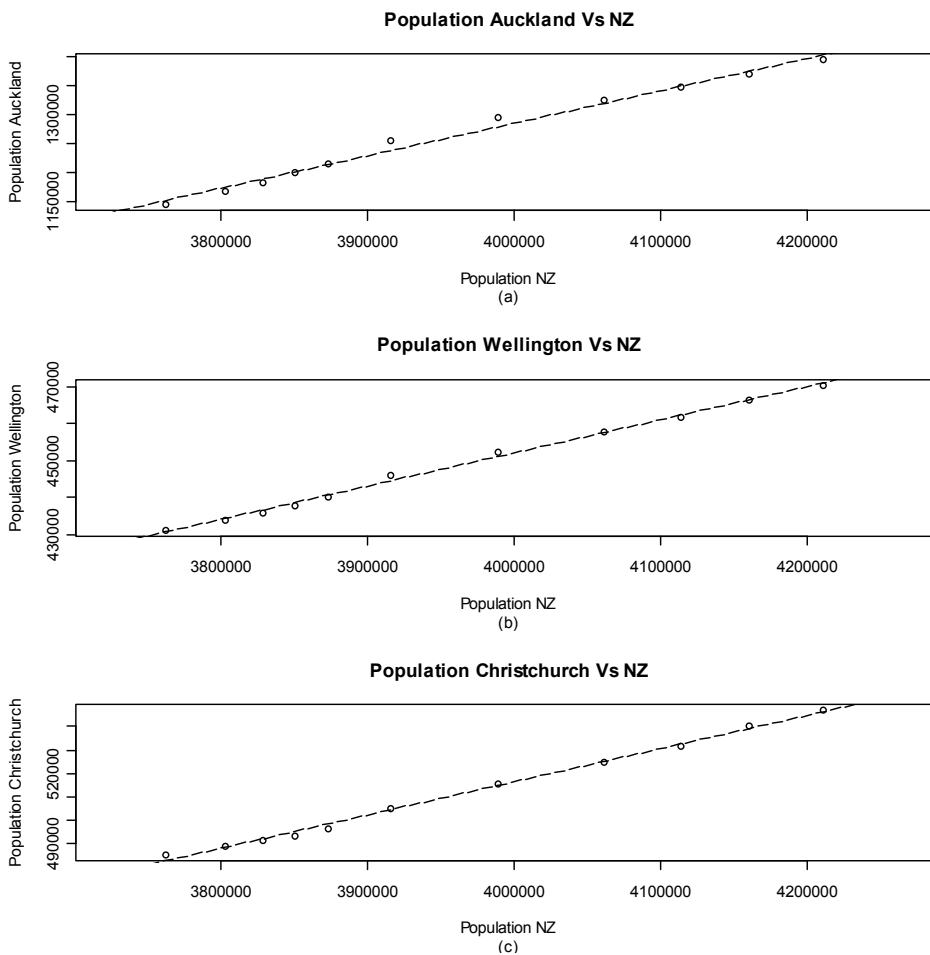 Population Auckland Vs NZ
Population Auckland
1300000
1150000
3800000 3900000 4000000 4100000 4200000
Population NZ
(a)
Population Wellington Vs NZ
Population Wellington
470000
450000
430000
3800000 3900000 4000000 4100000 4200000
Population NZ
(b)
Population Christchurch Vs NZ
Population Christchurch
520000
490000
3800000 3900000 4000000 4100000 4200000
Population NZ
(c)